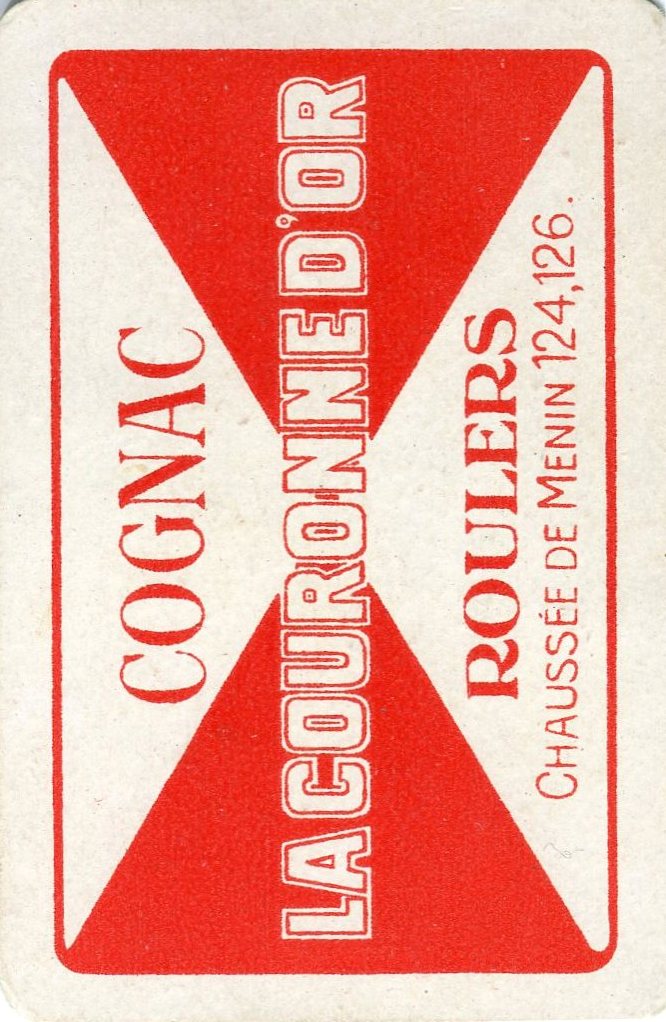 COGNAC
LA COURONNE D'OR
ROULERS
CHAUSSÉE DE MENIN 124,126.